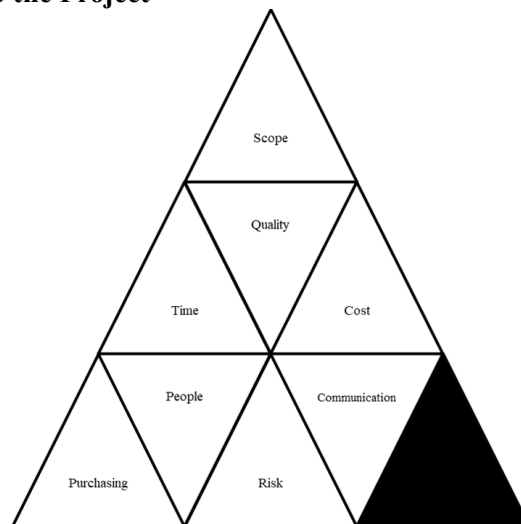 the Project
Scope
Quality
Time
Cost
People
Communication
Purchasing
Risk